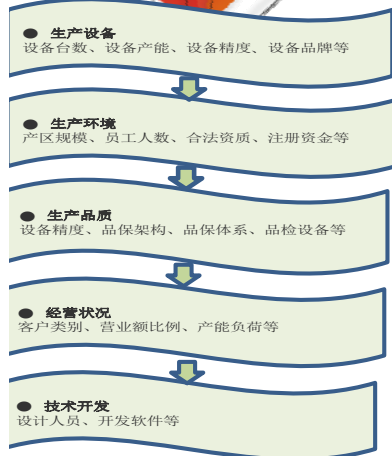 ● 生产设备
设备台数、设备产能、设备精度、设备品牌等
● 生产环境
产区规模、员工人数、合法资质、注册资金等
● 生产品质
设备精度、品保架构、品保体系、品检设备等
● 经营状况
客户类别、营业额比例、产能负荷等
● 技术开发
设计人员、开发软件等